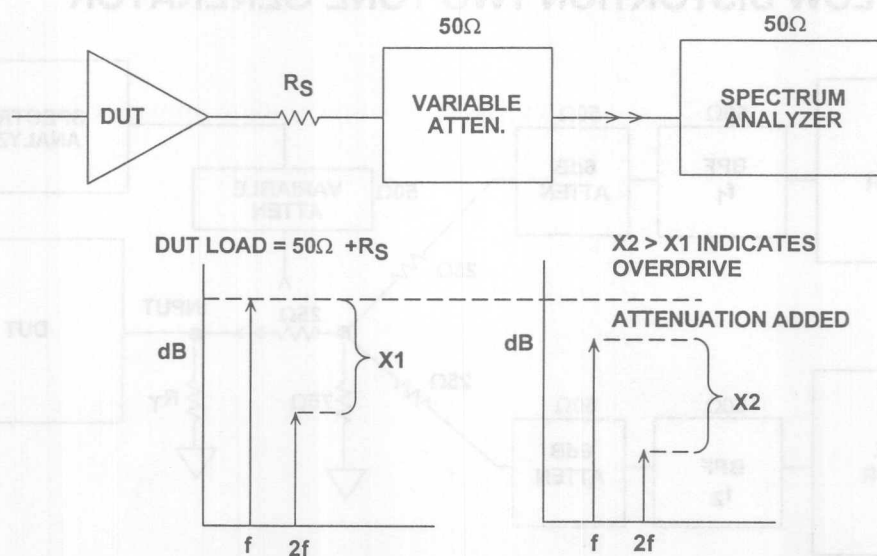 50Ω
50Ω
DUT
RS
VARIABLE
ATTEN.
SPECTRUM
ANALYZER
DUT LOAD = 50Ω +RS
X2 > X1 INDICATES
OVERDRIVE
ATTENUATION ADDED
dB
X1
dB
X2
f
2f
f
2f